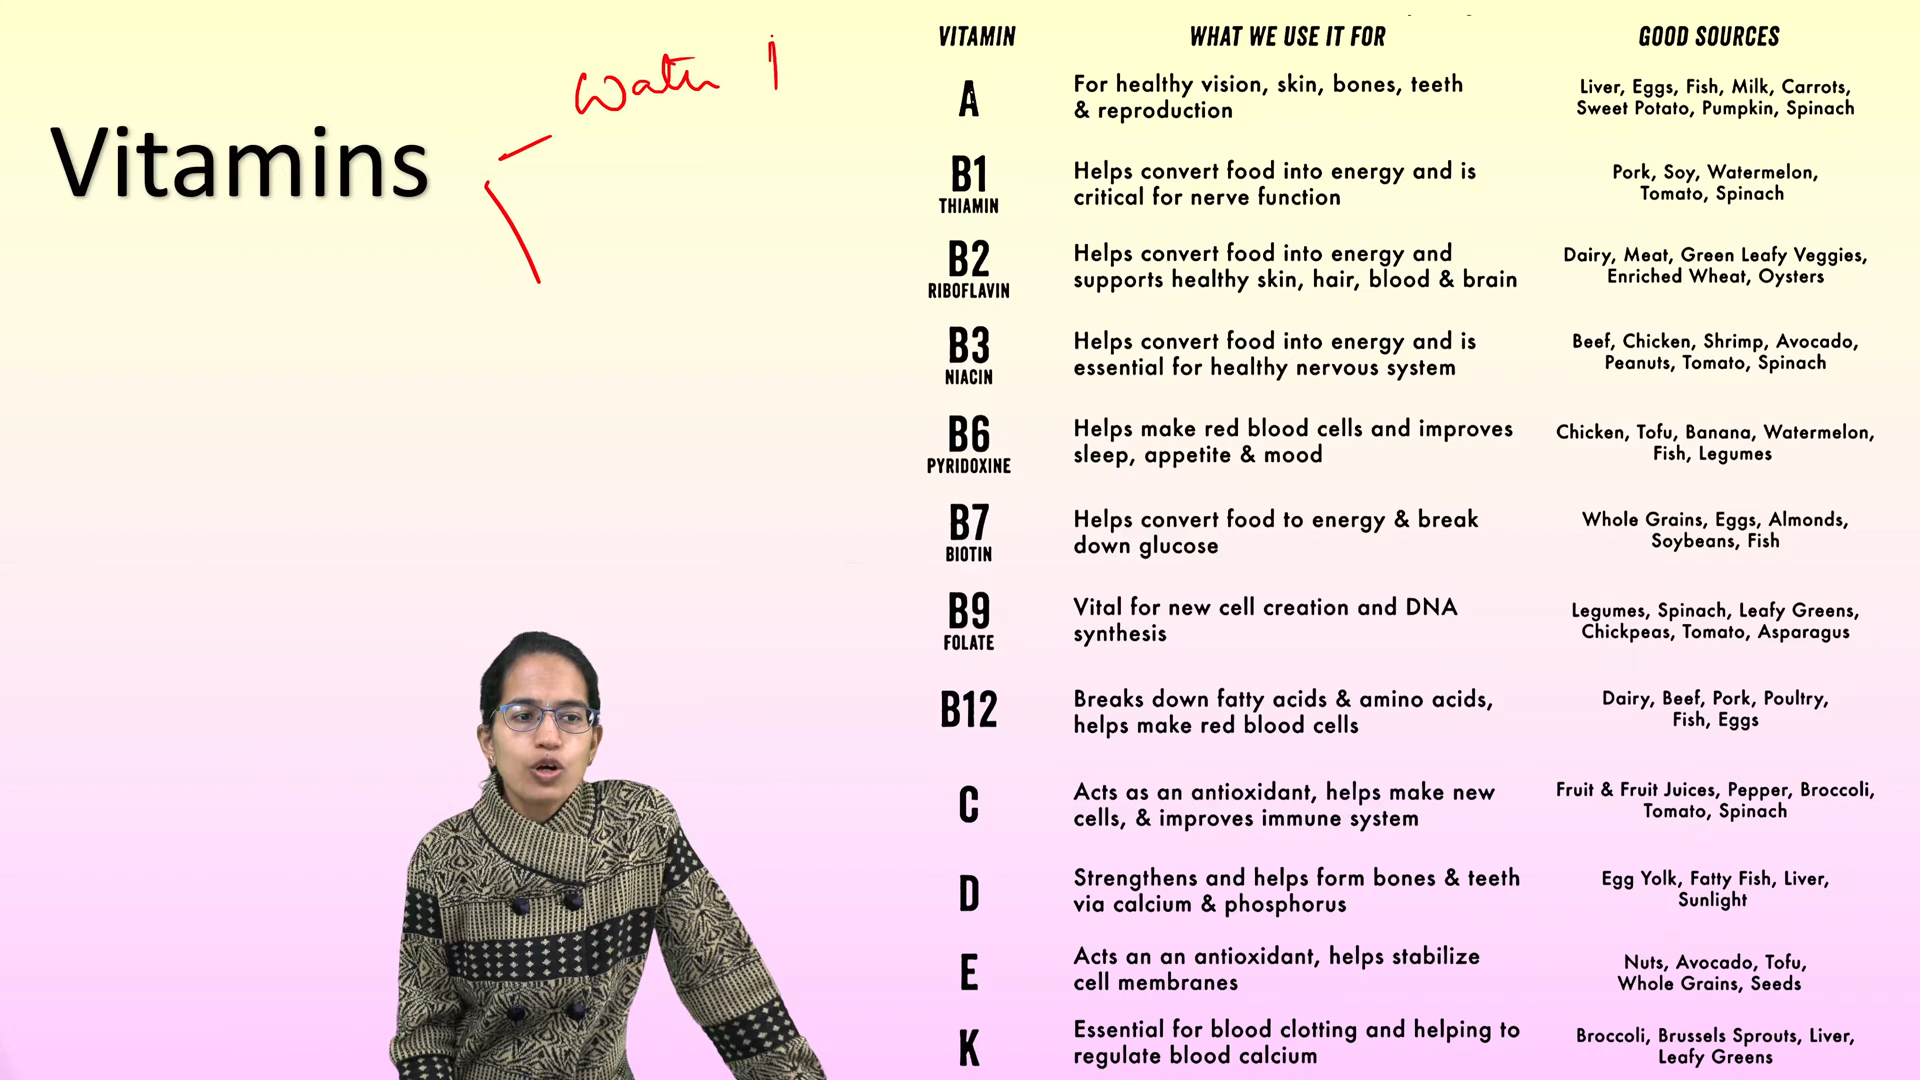 Vitamins
Water
VITAMIN WHAT WE USE IT FOR GOOD SOURCES
A
For healthy vision, skin, bones, teeth
& reproduction
Liver, Eggs, Fish, Milk, Carrots,
Sweet Potato, Pumpkin, Spinach
B1
THIAMIN
Helps convert food into energy and is
critical for nerve function
Pork, Soy, Watermelon,
Tomato, Spinach
B2
RIBOFLAVIN
Helps convert food into energy and
supports healthy skin, hair, blood & brain
Dairy, Meat, Green Leafy Veggies,
Enriched Wheat, Oysters
B3
NIACIN
Helps convert food into energy and is
essential for healthy nervous system
Beef, Chicken, Shrimp, Avocado,
Peanuts, Tomato, Spinach
B6
PYRIDOXINE
Helps make red blood cells and improves
sleep, appetite & mood
Chicken, Tofu, Banana, Watermelon,
Fish, Legumes
B7
BIOTIN
Helps convert food to energy & break
down glucose
Whole Grains, Eggs, Almonds,
Soybeans, Fish
B9
FOLATE
Vital for new cell creation and DNA
synthesis
Legumes, Spinach, Leafy Greens,
Chickpeas, Tomato, Asparagus
B12
Breaks down fatty acids & amino acids,
helps make red blood cells
Dairy, Beef, Pork, Poultry,
Fish, Eggs
C
Acts as an antioxidant, helps make new
cells, & improves immune system
Fruit & Fruit Juices, Pepper, Broccoli,
Tomato, Spinach
D
Strengthens and helps form bones & teeth
via calcium & phosphorus
Egg Yolk, Fatty Fish, Liver,
Sunlight
E
Acts an an antioxidant, helps stabilize
cell membranes
Nuts, Avocado, Tofu,
Whole Grains, Seeds
K
Essential for blood clotting and helping to
regulate blood calcium
Broccoli, Brussels Sprouts, Liver,
Leafy Greens